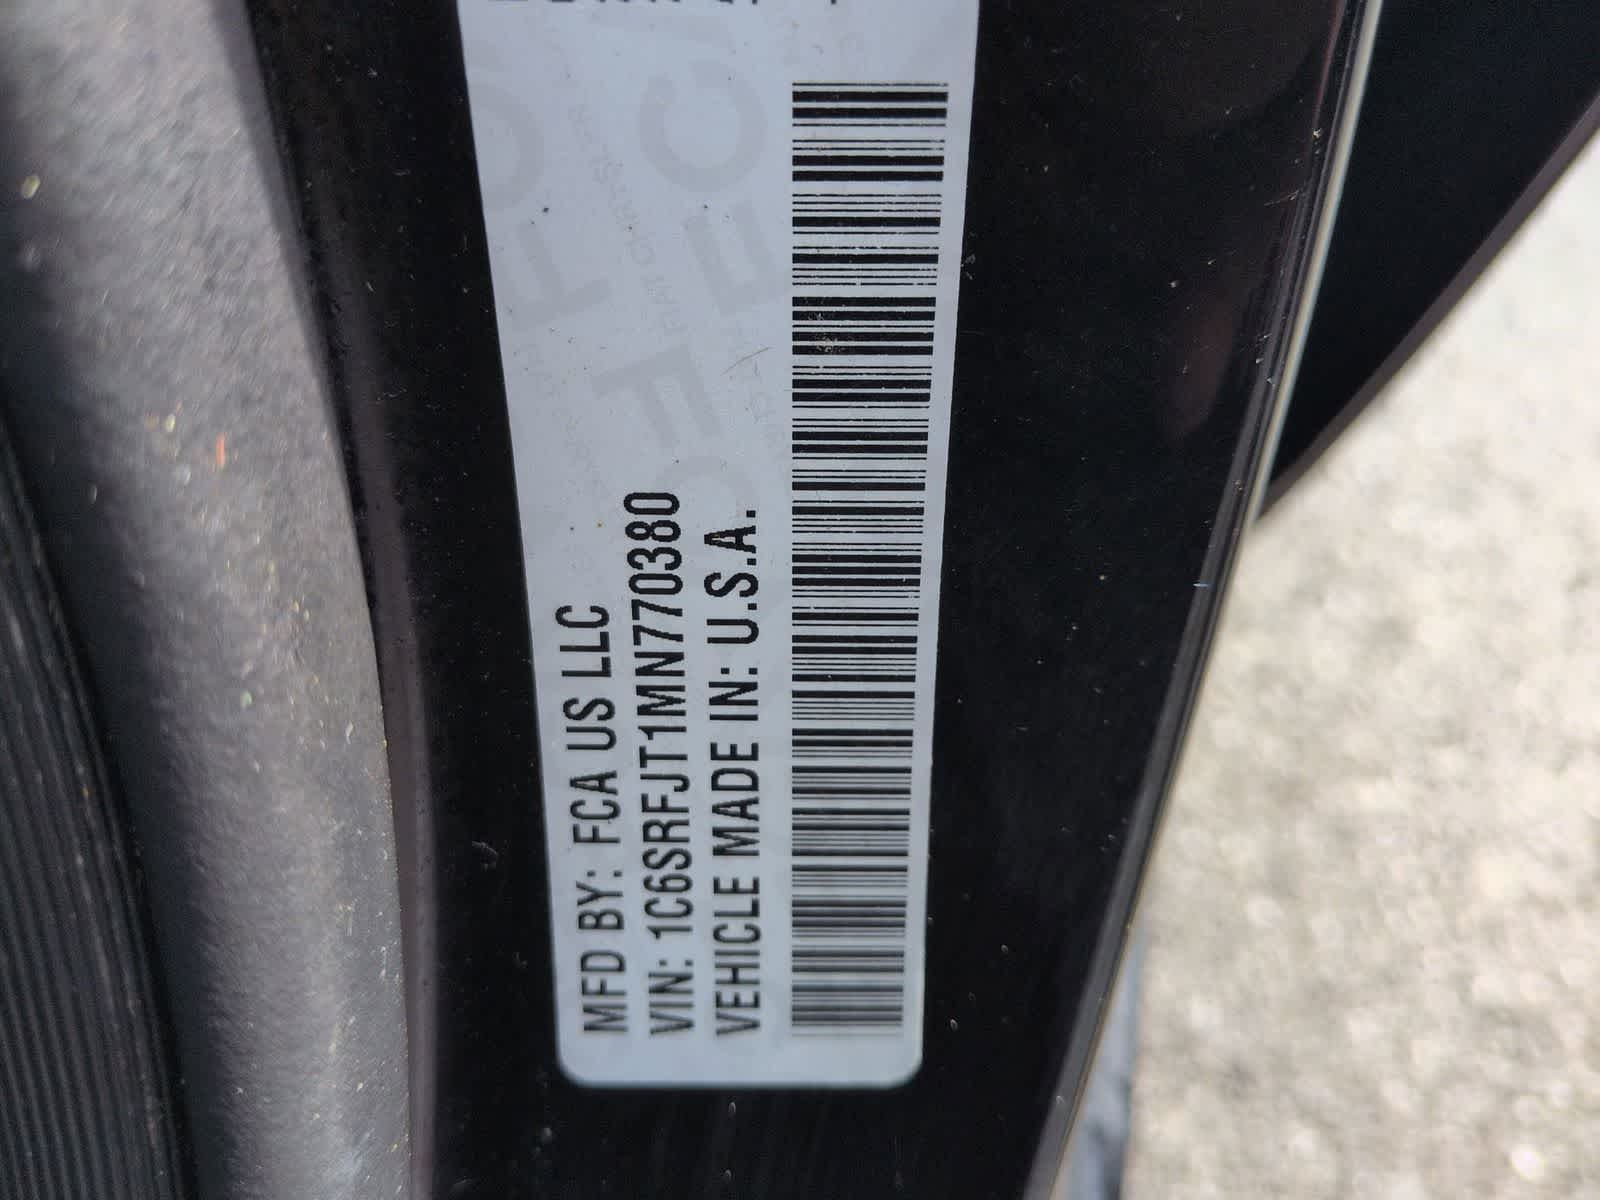 MFD BY: FCA US LLC
VIN: 1C6SRFJT1MN770380
VEHICLE MADE IN: U.S.A.